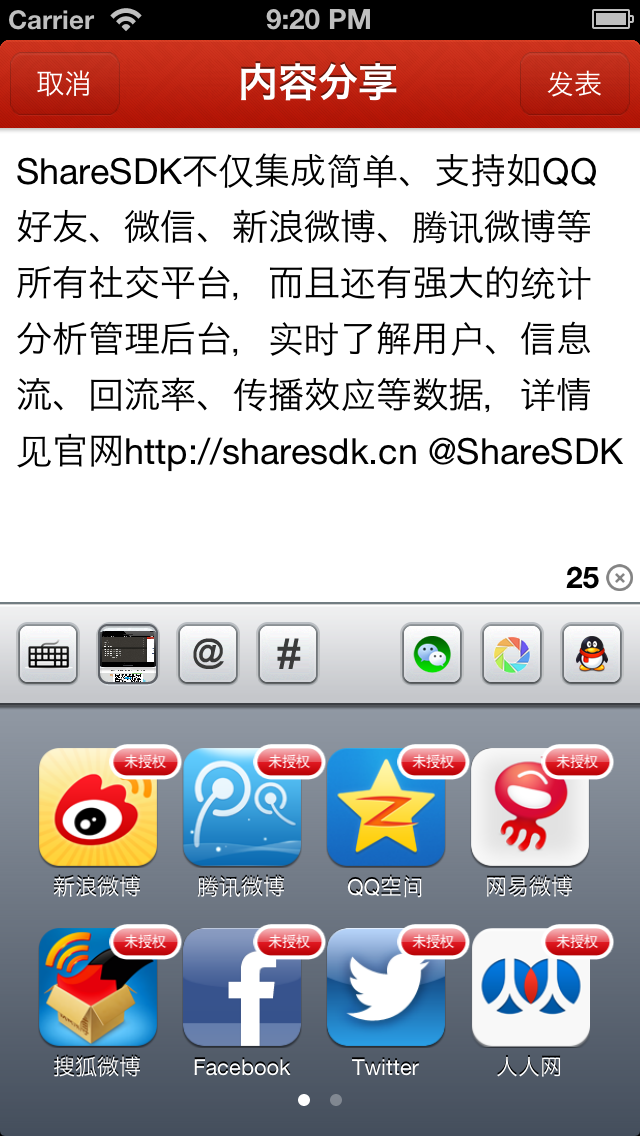 Carrier 9:20 PM
取消 内容分享 发表
ShareSDK不仅集成简单、支持如QQ
好友、微信、新浪微博、腾讯微博等
所有社交平台，而且还有强大的统计
分析管理后台，实时了解用户、信息
流、回流率、传播效应等数据，详情
见官网http://sharesdk.cn @ShareSDK
25
@ #
未授权 未授权 未授权 未授权
新浪微博 腾讯微博 QQ空间 网易微博
未授权 未授权 未授权 未授权
搜狐微博 Facebook Twitter 人人网